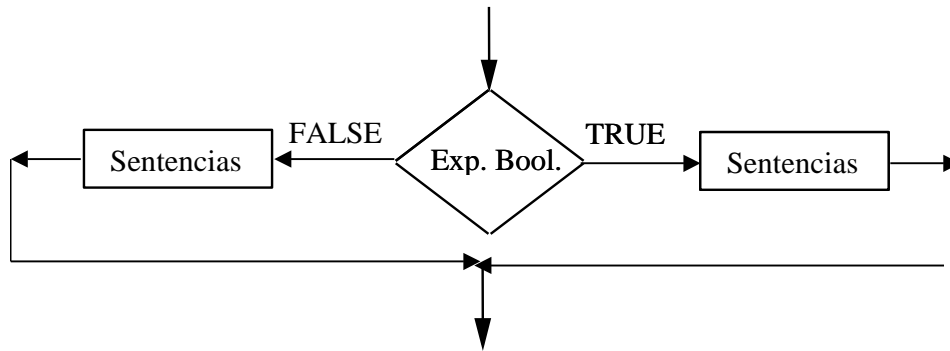 FALSE
TRUE
Sentencias
Exp. Bool.
Sentencias